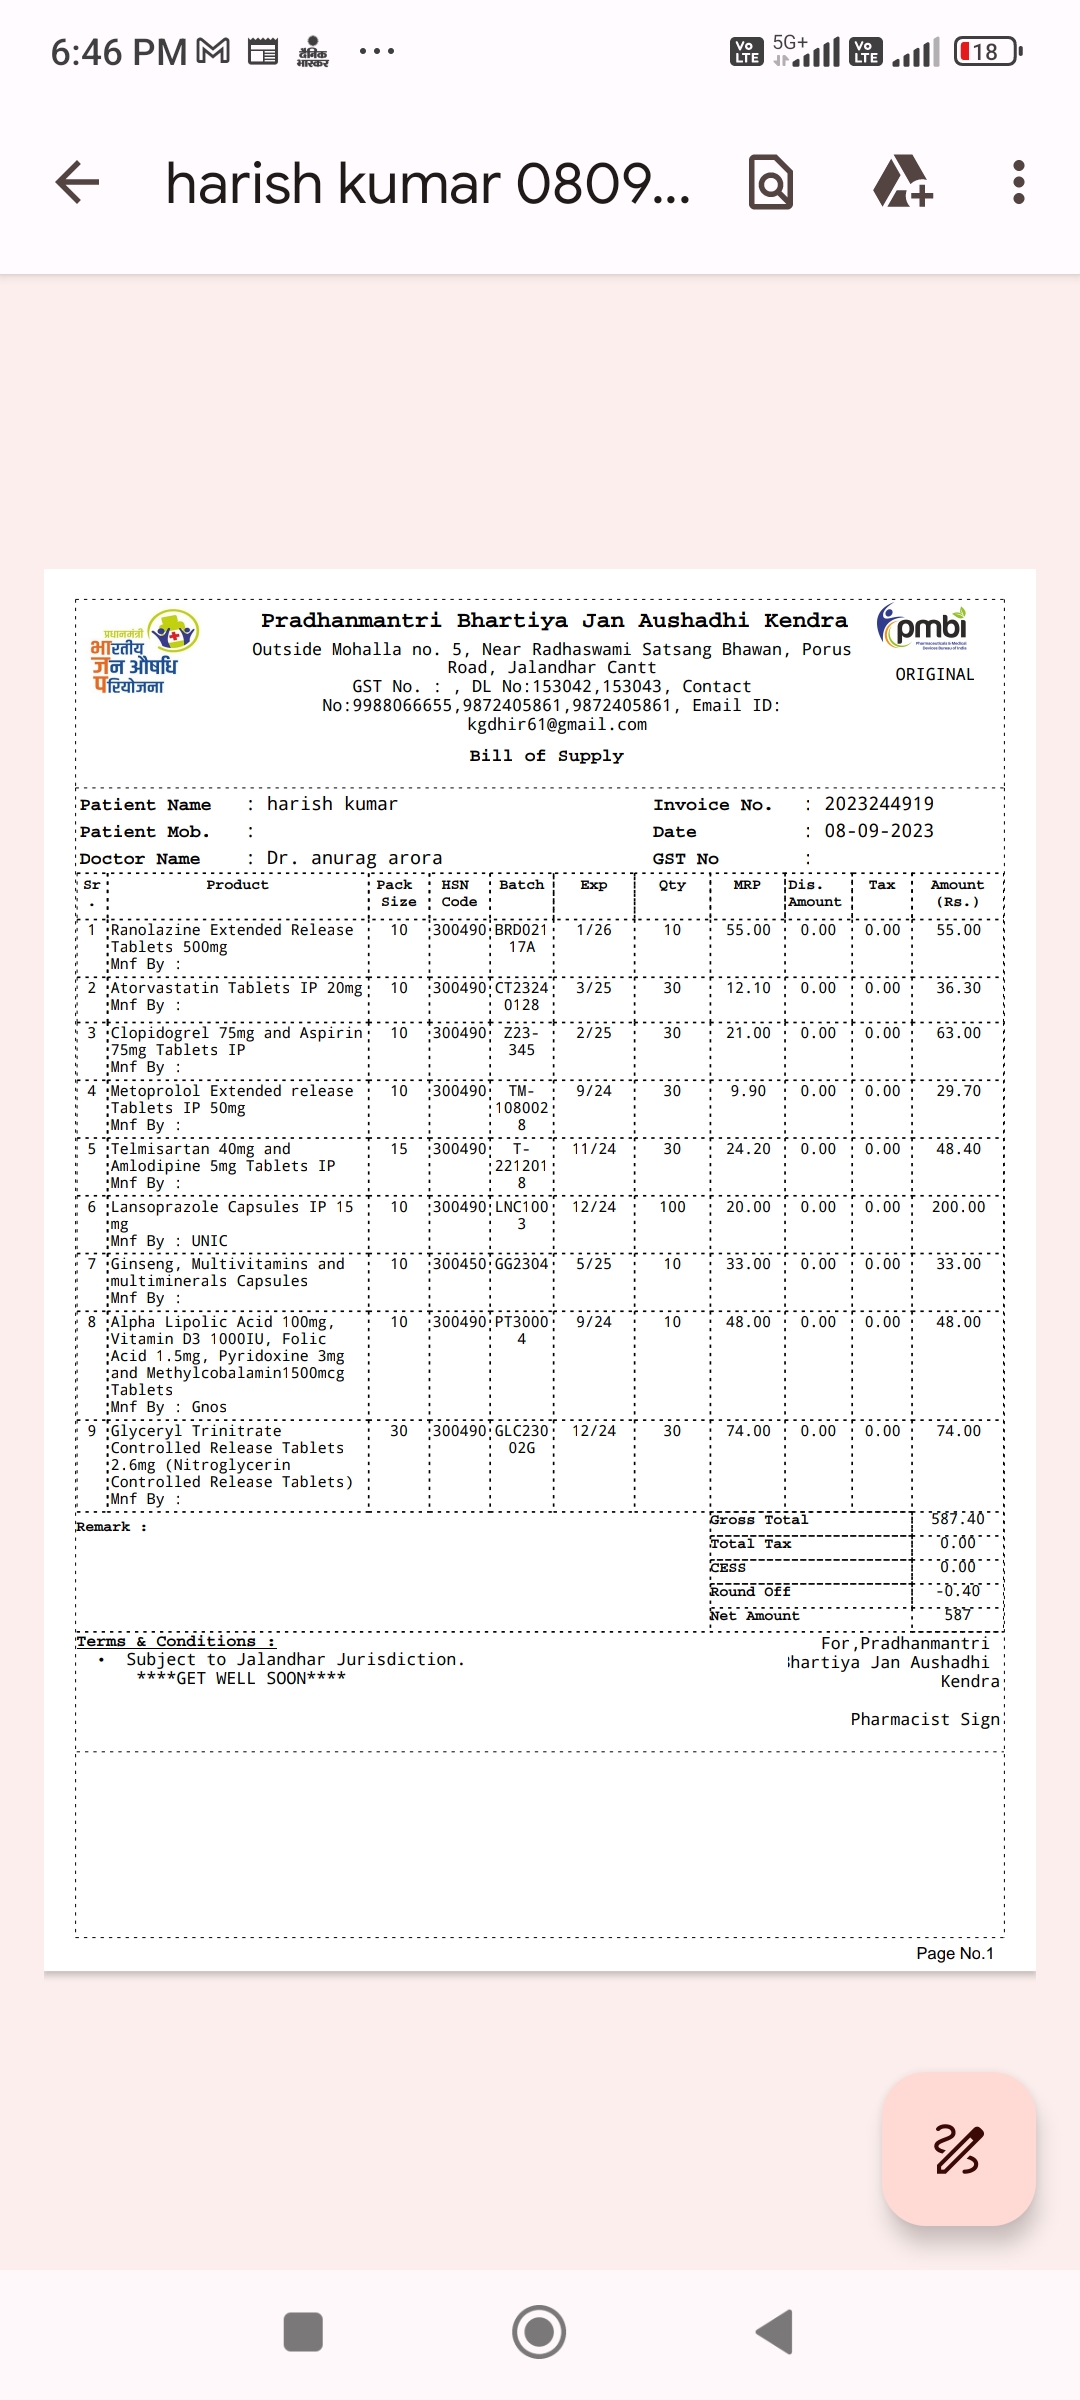 6:46 PM
दैनिक
भास्कर
Vo
LTE
5G+
Vo
LTE
18
harish kumar 0809...
प्रधानमंत्री
भारतीय
जन औषधि
परियोजना
Pradhanmantri Bhartiya Jan Aushadhi Kendra
pmbi
Outside Mohalla no. 5, Near Radhaswami Satsang Bhawan, Porus
Road, Jalandhar Cantt
ORIGINAL
GST No. : , DL No:153042,153043, Contact
No:9988066655,9872405861,9872405861, Email ID:
kgdhir61@gmail.com
Bill of Supply
Patient Name : harish kumar Invoice No. : 2023244919
Patient Mob. : Date : 08-09-2023
Doctor Name : Dr. anurag arora GST No :
Sr Product Pack HSN Batch Exp Qty MRP Dis. Tax Amount
. Size Code Amount (Rs.)
1 Ranolazine Extended Release 10 300490 BRD021 1/26 10 55.00 0.00 0.00 55.00
Tablets 500mg 17A
Mnf By :
2 Atorvastatin Tablets IP 20mg 10 300490 CT2324 3/25 30 12.10 0.00 0.00 36.30
Mnf By : 0128
3 Clopidogrel 75mg and Aspirin 10 300490 Z23- 2/25 30 21.00 0.00 0.00 63.00
75mg Tablets IP 345
Mnf By :
4 Metoprolol Extended release 10 300490 TM- 9/24 30 9.90 0.00 0.00 29.70
Tablets IP 50mg 108002
Mnf By : 8
5 Telmisartan 40mg and 15 300490 T- 11/24 30 24.20 0.00 0.00 48.40
Amlodipine 5mg Tablets IP 221201
Mnf By : 8
6 Lansoprazole Capsules IP 15 10 300490 LNC100 12/24 100 20.00 0.00 0.00 200.00
mg 3
Mnf By : UNIC
7 Ginseng, Multivitamins and 10 300450 GG2304 5/25 10 33.00 0.00 0.00 33.00
multiminerals Capsules
Mnf By :
8 Alpha Lipolic Acid 100mg, 10 300490 PT3000 9/24 10 48.00 0.00 0.00 48.00
Vitamin D3 1000IU, Folic 4
Acid 1.5mg, Pyridoxine 3mg
and Methylcobalamin1500mcg
Tablets
Mnf By : Gnos
9 Glyceryl Trinitrate 30 300490 GLC230 12/24 30 74.00 0.00 0.00 74.00
Controlled Release Tablets 02G
2.6mg (Nitroglycerin
Controlled Release Tablets)
Mnf By :
Remark : Gross Total 587.40
Total Tax 0.00
CESS 0.00
Round Off -0.40
Net Amount 587
Terms & Conditions : For,Pradhanmantri
• Subject to Jalandhar Jurisdiction. Bhartiya Jan Aushadhi
****GET WELL SOON**** Kendra
Pharmacist Sign
Page No.1